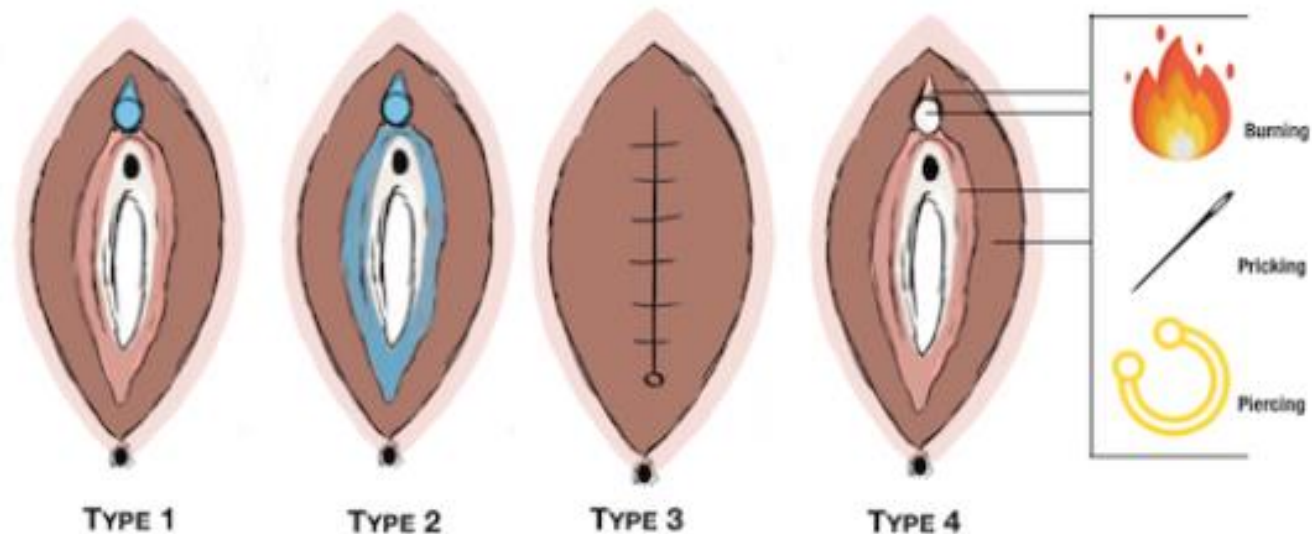 Burning
Pricking
Piercing
TYPE 1
TYPE 2
TYPE 3
TYPE 4